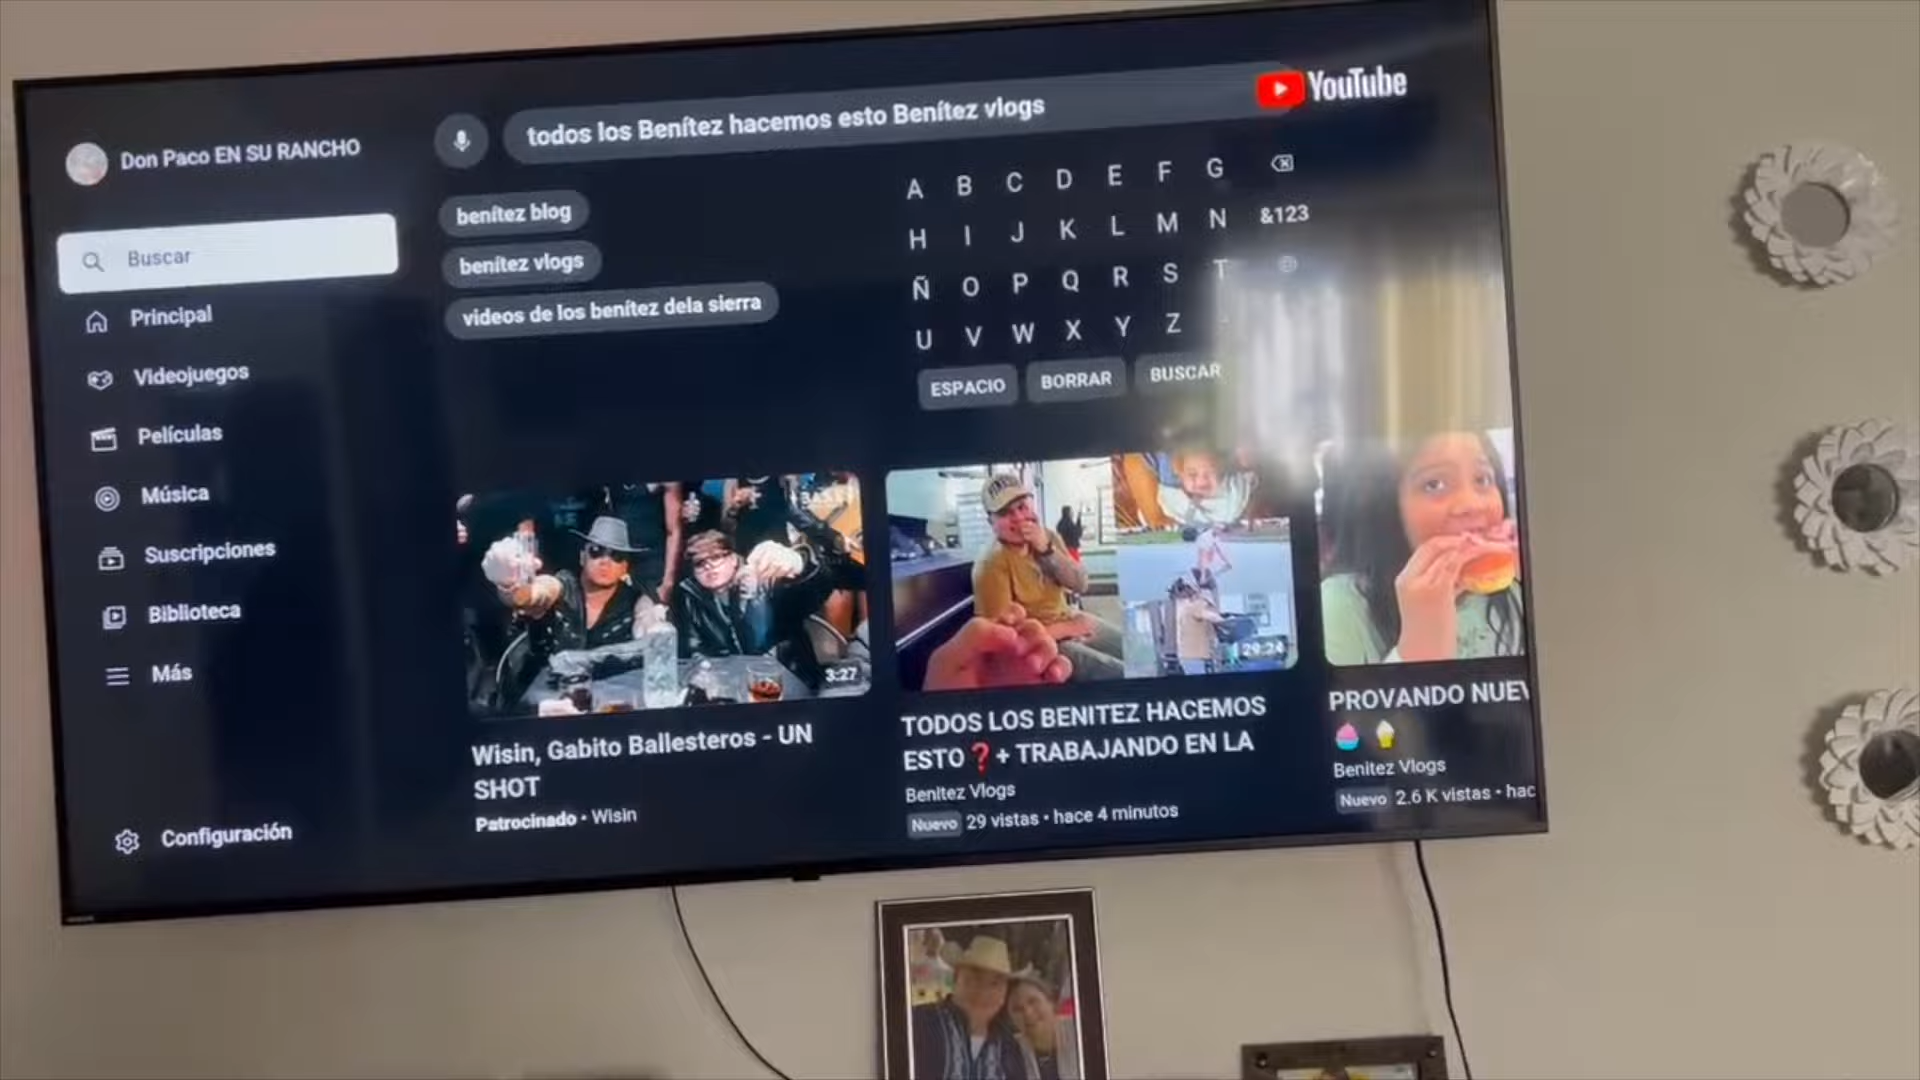 Don Paco EN SU RANCHO
Buscar
Principal
Videojuegos
Películas
Música
Suscripciones
Biblioteca
Más
Configuración
todos los Benítez hacemos esto Benítez vlogs
YouTube
benítez blog
benítez vlogs
videos de los benítez dela sierra
A B C D E F G
H I J K L M N &123
Ñ O P Q R S T
U V W X Y Z
ESPACIO BORRAR BUSCAR
3:27
Wisin, Gabito Ballesteros - UN
SHOT
Patrocinado • Wisin
29:24
TODOS LOS BENITEZ HACEMOS
ESTO❓+ TRABAJANDO EN LA
Benitez Vlogs
Nuevo 29 vistas • hace 4 minutos
PROVANDO NUEV
🧁 🍦
Benitez Vlogs
Nuevo 2.6 K vistas • hac